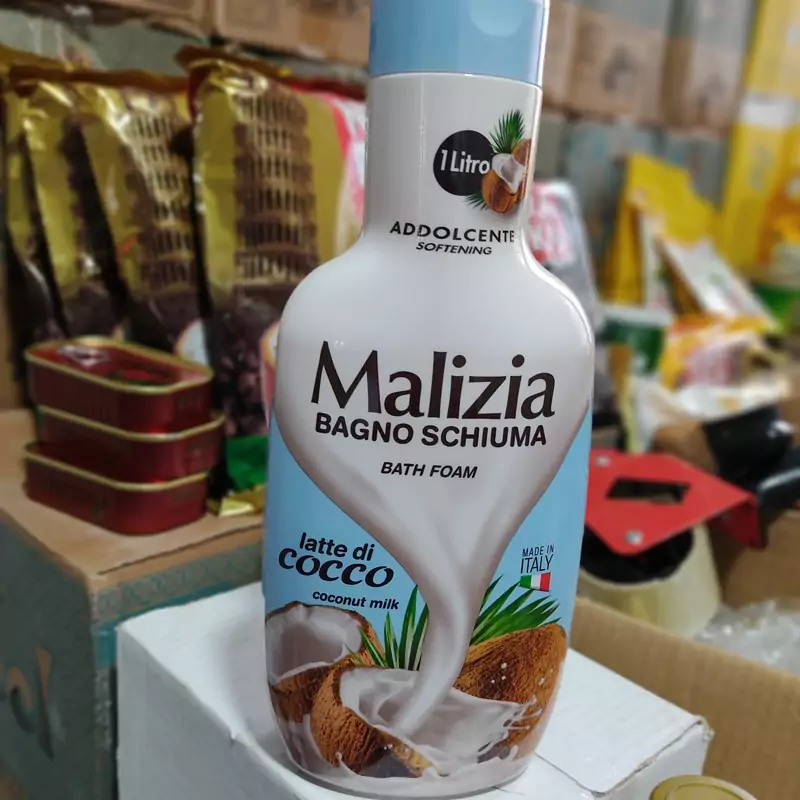 1 Litro
ADDOLCENTE
SOFTENING
Malizia
BAGNO SCHIUMA
BATH FOAM
latte di
cocco
coconut milk
MADE IN
ITALY